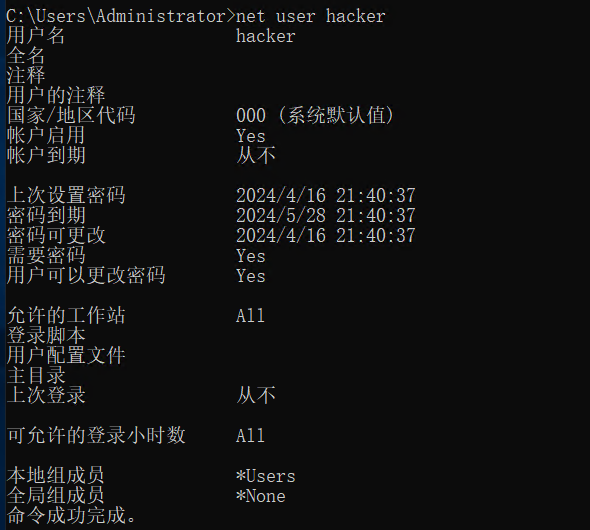 C:\Users\Administrator>net user hacker
用户名 hacker
全名
注释
用户的注释
国家/地区代码 000 (系统默认值)
帐户启用 Yes
帐户到期 从不
上次设置密码 2024/4/16 21:40:37
密码到期 2024/5/28 21:40:37
密码可更改 2024/4/16 21:40:37
需要密码 Yes
用户可以更改密码 Yes
允许的工作站 All
登录脚本
用户配置文件
主目录
上次登录 从不
可允许的登录小时数 All
本地组成员 *Users
全局组成员 *None
命令成功完成。